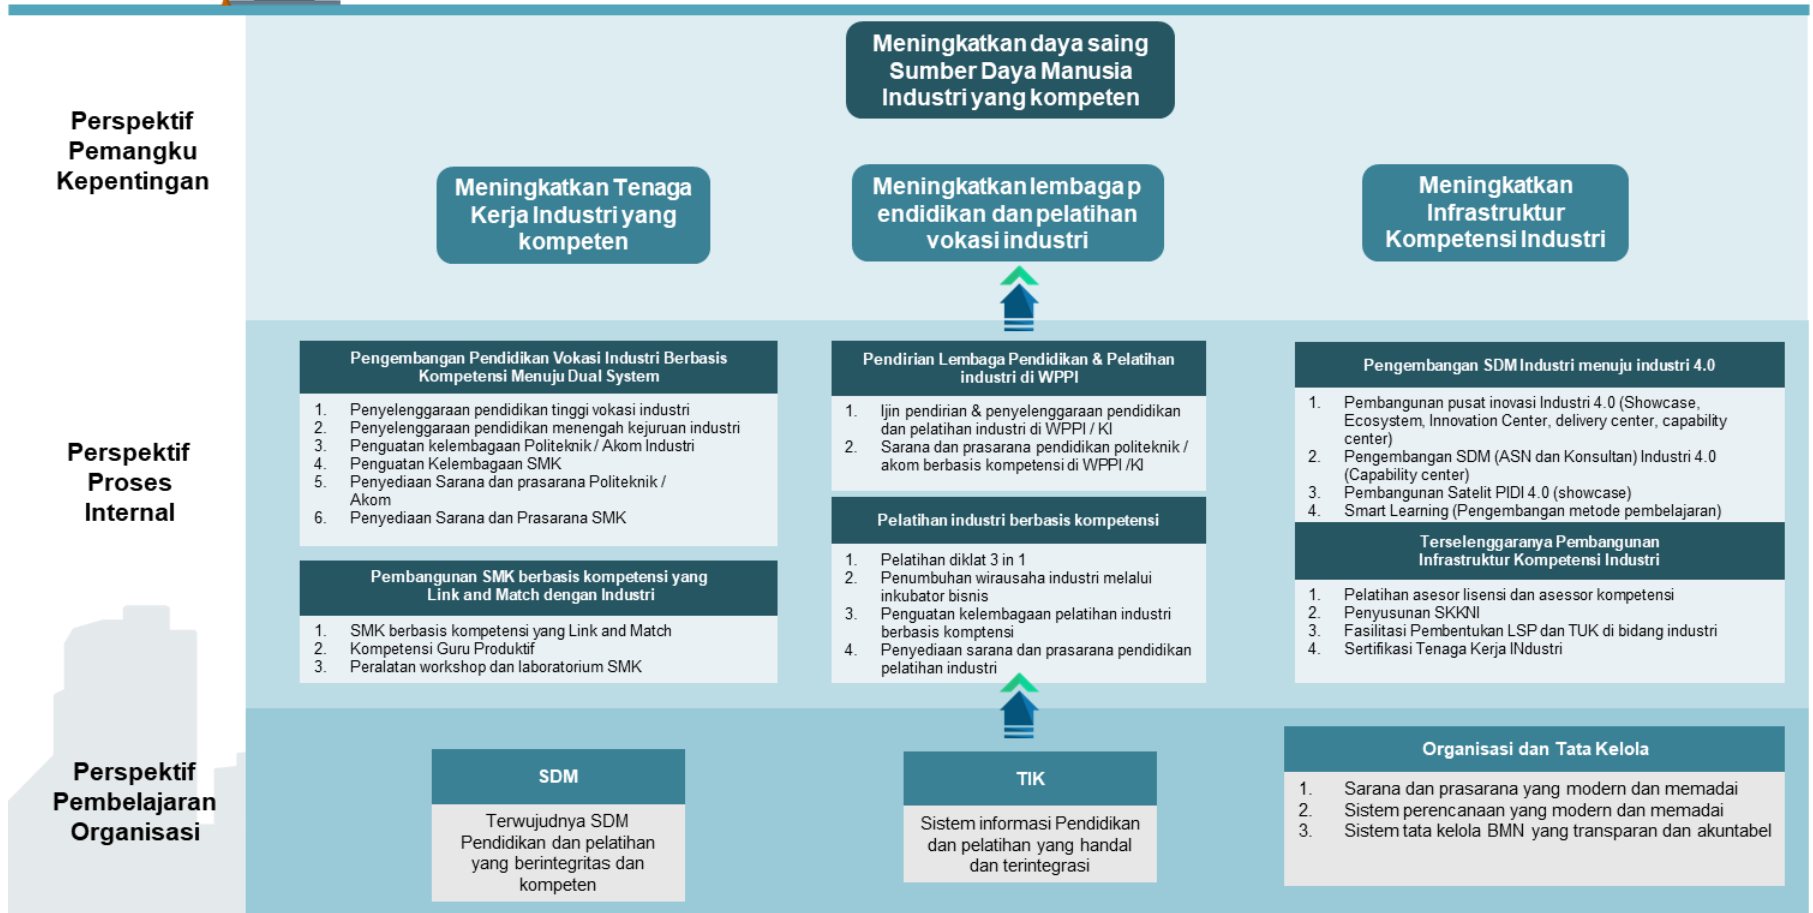 Perspektif
Pemangku
Kepentingan
Meningkatkan daya saing
Sumber Daya Manusia
Industri yang kompeten
Meningkatkan Tenaga
Kerja Industri yang
kompeten
Meningkatkan lembaga p
endidikan dan pelatihan
vokasi industri
Meningkatkan
Infrastruktur
Kompetensi Industri
Perspektif
Proses
Internal
Pengembangan Pendidikan Vokasi Industri Berbasis
Kompetensi Menuju Dual System
1. Penyelenggaraan pendidikan tinggi vokasi industri
2. Penyelenggaraan pendidikan menengah kejuruan industri
3. Penguatan kelembagaan Politeknik / Akom Industri
4. Penguatan Kelembagaan SMK
5. Penyediaan Sarana dan prasarana Politeknik /
Akom
6. Penyediaan Sarana dan Prasarana SMK
Pembangunan SMK berbasis kompetensi yang
Link and Match dengan Industri
1. SMK berbasis kompetensi yang Link and Match
2. Kompetensi Guru Produktif
3. Peralatan workshop dan laboratorium SMK
Pendirian Lembaga Pendidikan & Pelatihan
industri di WPPI
1. Ijin pendirian & penyelenggaraan pendidikan
dan pelatihan industri di WPPI / KI
2. Sarana dan prasarana pendidikan politeknik /
akom berbasis kompetensi di WPPI /KI
Pelatihan industri berbasis kompetensi
1. Pelatihan diklat 3 in 1
2. Penumbuhan wirausaha industri melalui
inkubator bisnis
3. Penguatan kelembagaan pelatihan industri
berbasis komptensi
4. Penyediaan sarana dan prasarana pendidikan
pelatihan industri
Pengembangan SDM Industri menuju industri 4.0
1. Pembangunan pusat inovasi Industri 4.0 (Showcase,
Ecosystem, Innovation Center, delivery center, capability
center)
2. Pengembangan SDM (ASN dan Konsultan) Industri 4.0
(Capability center)
3. Pembangunan Satelit PIDI 4.0 (showcase)
4. Smart Learning (Pengembangan metode pembelajaran)
Terselenggaranya Pembangunan
Infrastruktur Kompetensi Industri
1. Pelatihan asesor lisensi dan asessor kompetensi
2. Penyusunan SKKNI
3. Fasilitasi Pembentukan LSP dan TUK di bidang industri
4. Sertifikasi Tenaga Kerja INdustri
Perspektif
Pembelajaran
Organisasi
SDM
Terwujudnya SDM
Pendidikan dan pelatihan
yang berintegritas dan
kompeten
TIK
Sistem informasi Pendidikan
dan pelatihan yang handal
dan terintegrasi
Organisasi dan Tata Kelola
1. Sarana dan prasarana yang modern dan memadai
2. Sistem perencanaan yang modern dan memadai
3. Sistem tata kelola BMN yang transparan dan akuntabel